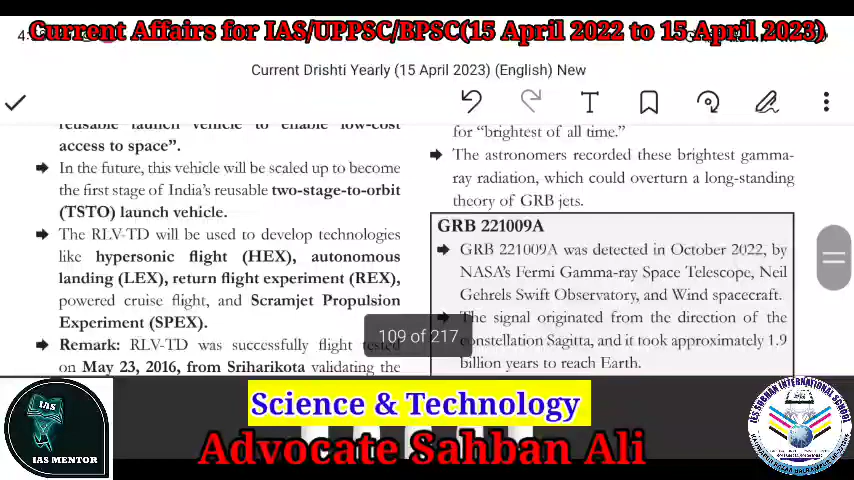 Current Affairs for IAS/UPPSC/BPSC(15 April 2022 to 15 April 2023)
Current Drishti Yearly (15 April 2023) (English) New
reusable launch vehicle to enable low-cost
access to space”.
In the future, this vehicle will be scaled up to become
the first stage of India's reusable two-stage-to-orbit
(TSTO) launch vehicle.
The RLV-TD will be used to develop technologies
like hypersonic flight (HEX), autonomous
landing (LEX), return flight experiment (REX),
powered cruise flight, and Scramjet Propulsion
Experiment (SPEX).
Remark: RLV-TD was successfully flight tested
on May 23, 2016, from Sriharikota validating the
for “brightest of all time.”
The astronomers recorded these brightest gamma-
ray radiation, which could overturn a long-standing
theory of GRB jets.
GRB 221009A
GRB 221009A was detected in October 2022, by
NASA's Fermi Gamma-ray Space Telescope, Neil
Gehrels Swift Observatory, and Wind spacecraft.
The signal originated from the direction of the
constellation Sagitta, and it took approximately 1.9
billion years to reach Earth.
109 of 217
Science & Technology
Advocate Sahban Ali
IAS
IAS MENTOR